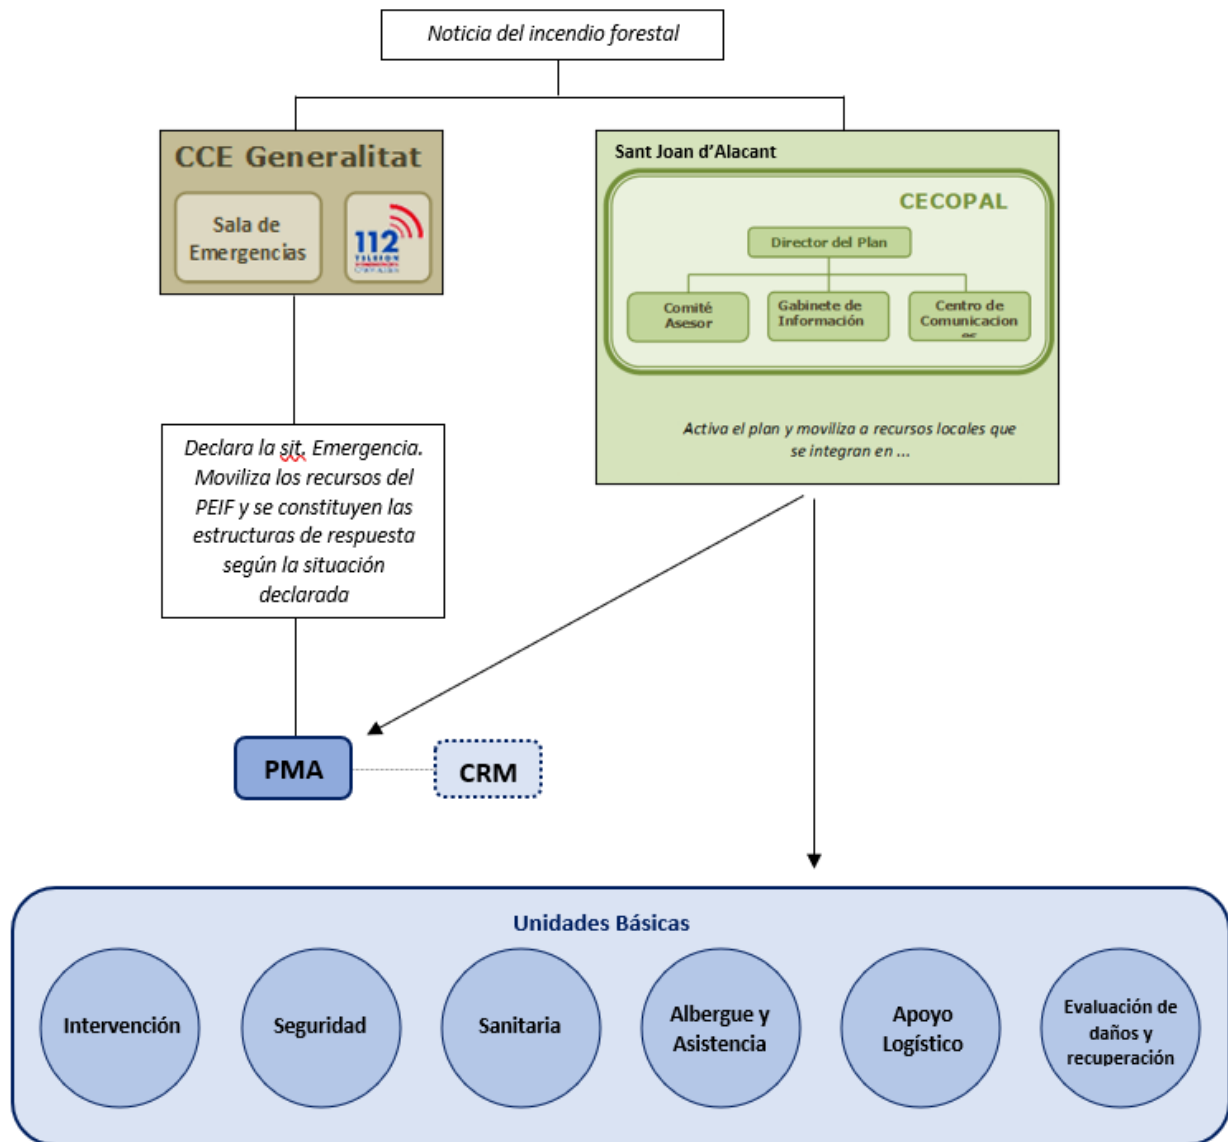 Noticia del incendio forestal
CCE Generalitat
Sala de
Emergencias
112
Sant Joan d’Alacant
CECOPAL
Director del Plan
Comité
Asesor
Gabinete de
Información
Centro de
Comunicacion
Activa el plan y moviliza a recursos locales que
se integran en ...
Declara la sit. Emergencia.
Moviliza los recursos del
PEIF y se constituyen las
estructuras de respuesta
según la situación
declarada
PMA
CRM
Unidades Básicas
Intervención
Seguridad
Sanitaria
Albergue y
Asistencia
Apoyo
Logístico
Evaluación de
daños y
recuperación